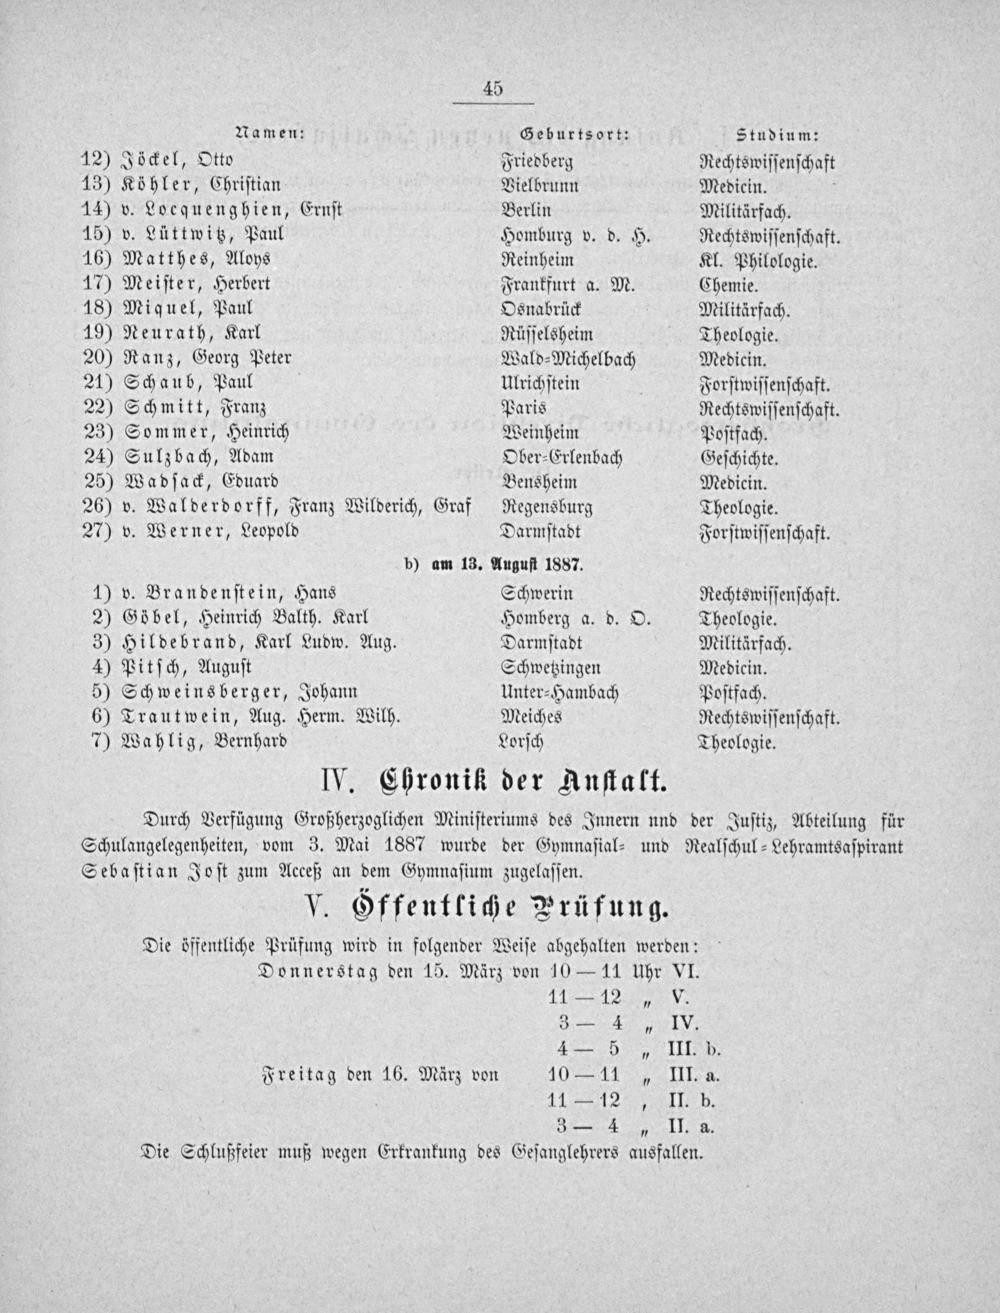 45
Namen: Geburtsort: Studium:
12) Jöckel, Otto Friedberg Rechtswissenschaft
13) Köhler, Christian Vielbrunn Medicin.
14) v. Locquenghien, Ernst Berlin Militärfach.
15) v. Lüttwitz, Paul Homburg v. d. H. Rechtswissenschaft.
16) Matthes, Aloys Reinheim Kl. Philologie.
17) Meister, Herbert Frankfurt a. M. Chemie.
18) Miquel, Paul Osnabrück Militärfach.
19) Neurath, Karl Rüsselsheim Theologie.
20) Ranz, Georg Peter Wald-Michelbach Medicin.
21) Schaub, Paul Ulrichstein Forstwissenschaft.
22) Schmitt, Franz Paris Rechtswissenschaft.
23) Sommer, Heinrich Weinheim Postfach.
24) Sulzbach, Adam Ober-Erlenbach Geschichte.
25) Wadsack, Eduard Bensheim Medicin.
26) v. Walderdorff, Franz Wilderich, Graf Regensburg Theologie.
27) v. Werner, Leopold Darmstadt Forstwissenschaft.
b) am 13. August 1887.
1) v. Brandenstein, Hans Schwerin Rechtswissenschaft.
2) Göbel, Heinrich Balth. Karl Homberg a. d. O. Theologie.
3) Hildebrand, Karl Ludw. Aug. Darmstadt Militärfach.
4) Pitsch, August Schwetzingen Medicin.
5) Schweinsberger, Johann Unter-Hambach Postfach.
6) Trautwein, Aug. Herm. Wilh. Meiches Rechtswissenschaft.
7) Wahlig, Bernhard Lorsch Theologie.
IV. Chronik der Anstalt.
Durch Verfügung Großherzoglichen Ministeriums des Innern nnd der Justiz, Abteilung für
Schulangelegenheiten, vom 3. Mai 1887 wurde der Gymnasial- und Realschul-Lehramtsaspirant
Sebastian Jost zum Acceß an dem Gymnasium zugelassen.
V. Öffentliche Prüfung.
Die öffentliche Prüfung wird in folgender Weise abgehalten werden:
Donnerstag den 15. März von 10 — 11 Uhr VI.
11 — 12 „ V.
3 — 4 „ IV.
4 — 5 „ III. b.
Freitag den 16. März von 10 — 11 „ III. a.
11 — 12 , II. b.
3 — 4 „ II. a.
Die Schlußfeier muß wegen Erkrankung des Gesanglehrers ausfallen.